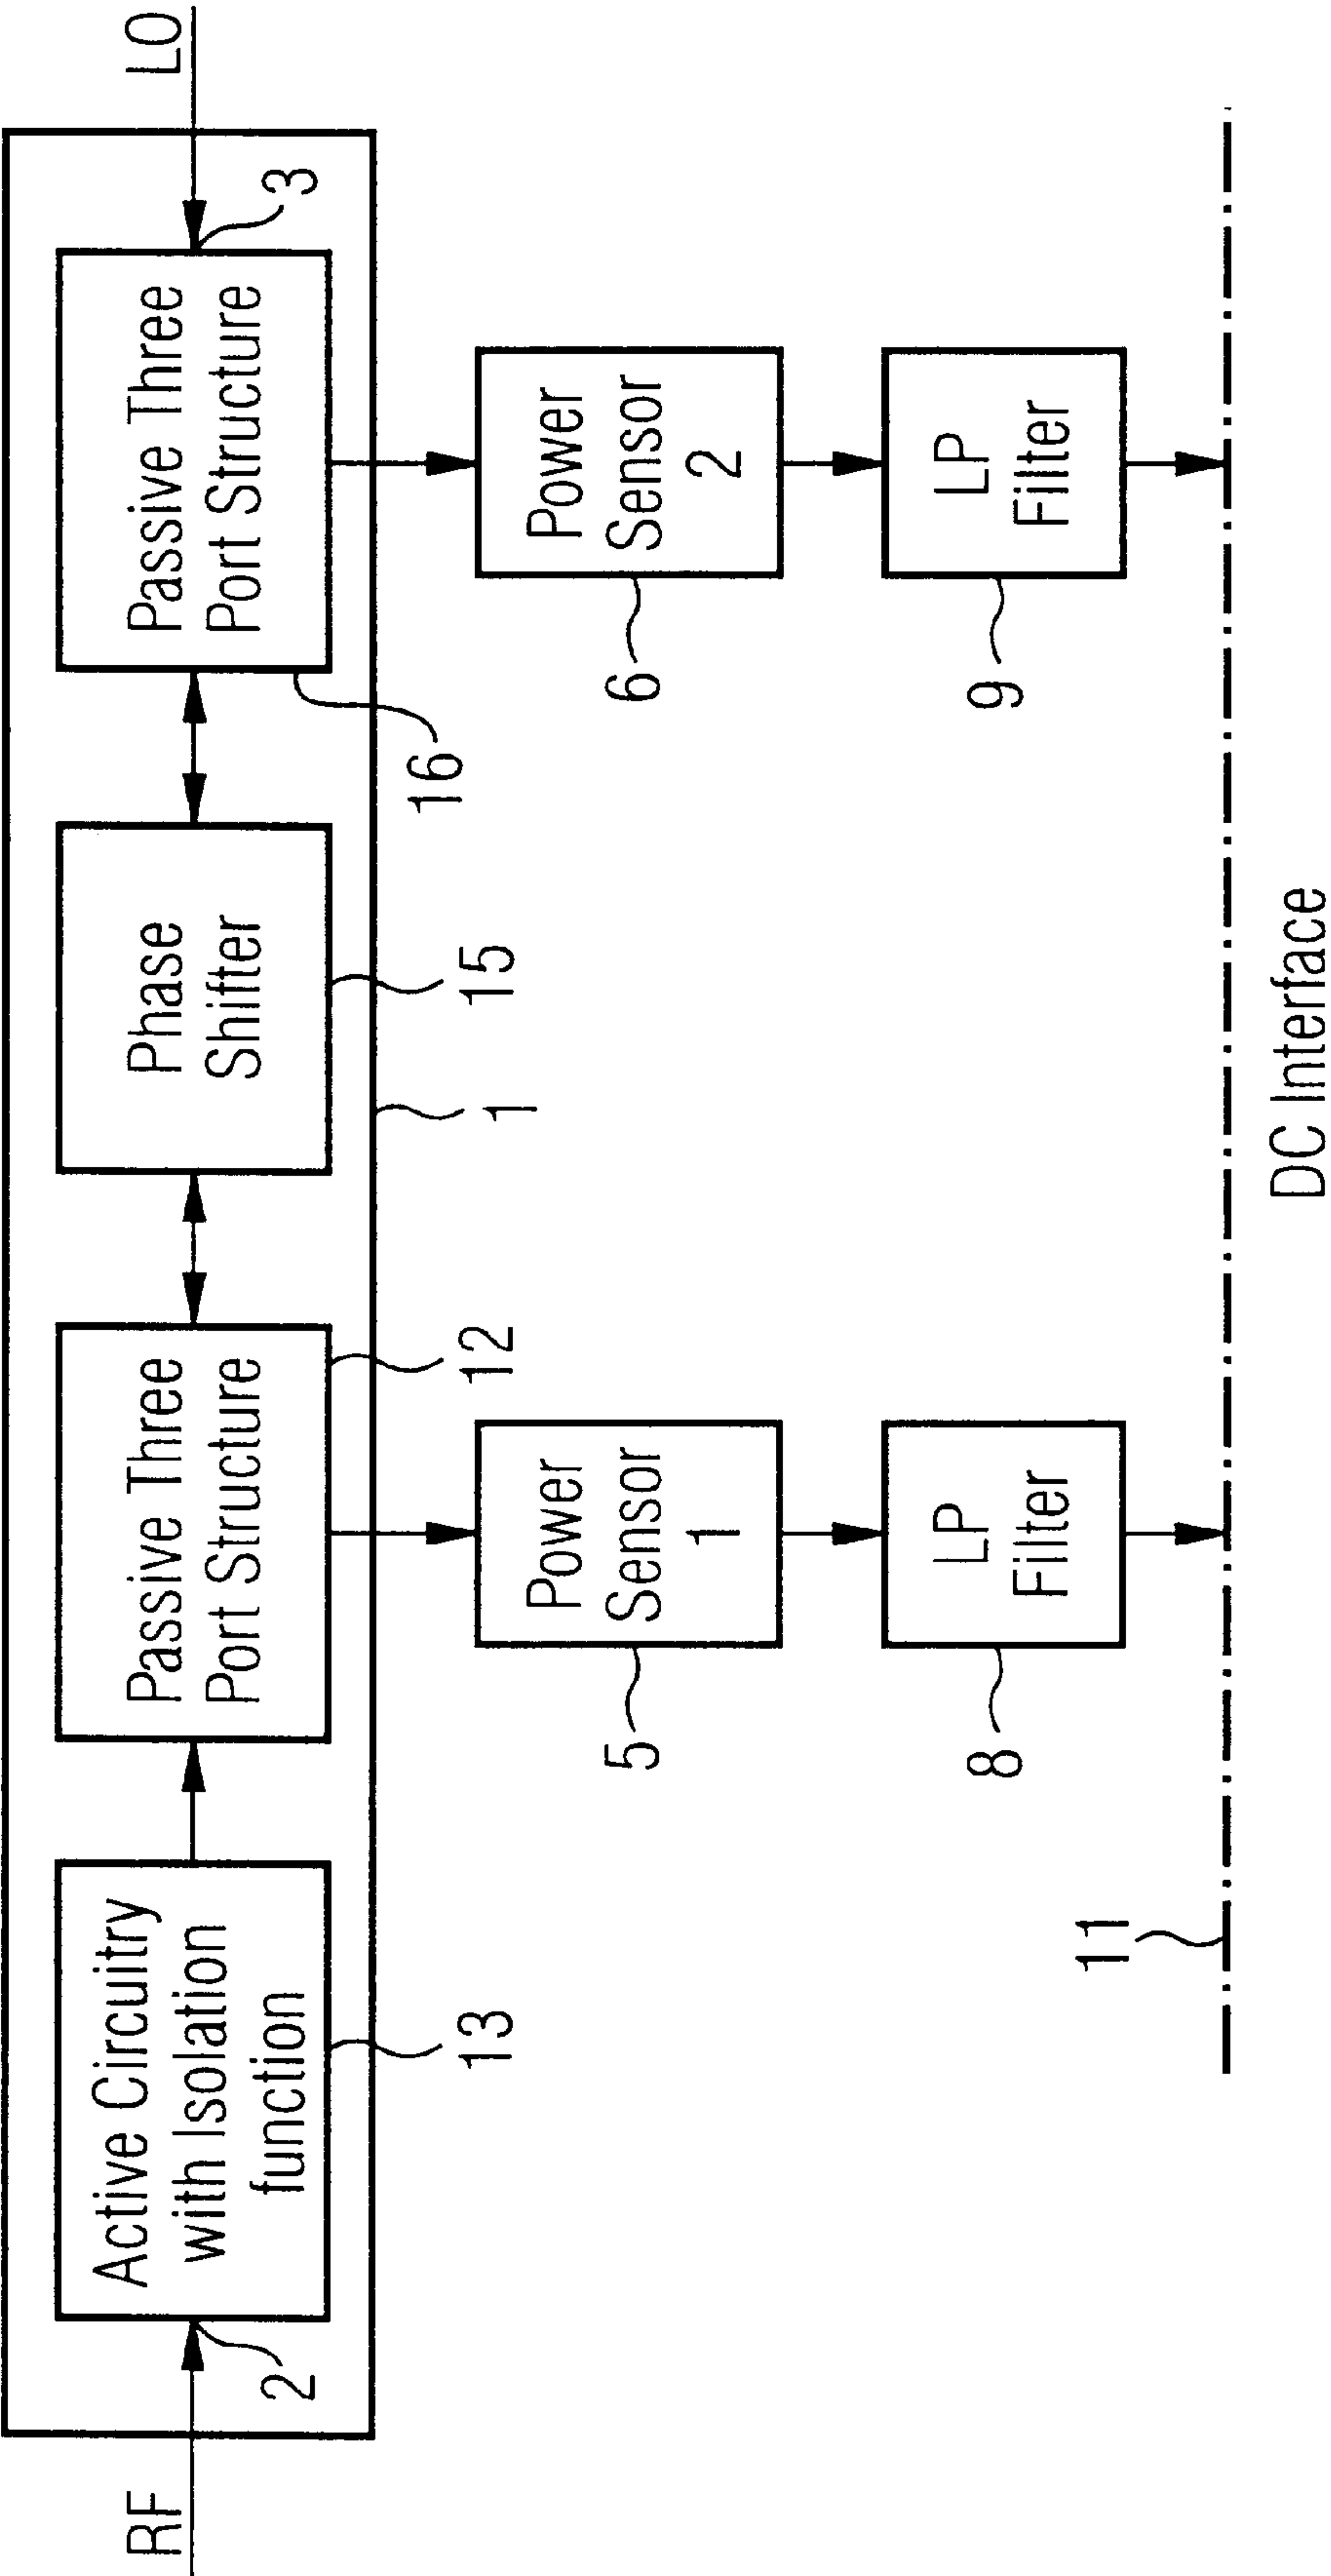 RF
LO
2
Active Circuitry
with Isolation
function
13
Passive Three
Port Structure
12
Phase
Shifter
15
Passive Three
Port Structure
3
16
1
Power
Sensor
1
5
Power
Sensor
2
6
LP
Filter
8
LP
Filter
9
11
DC Interface